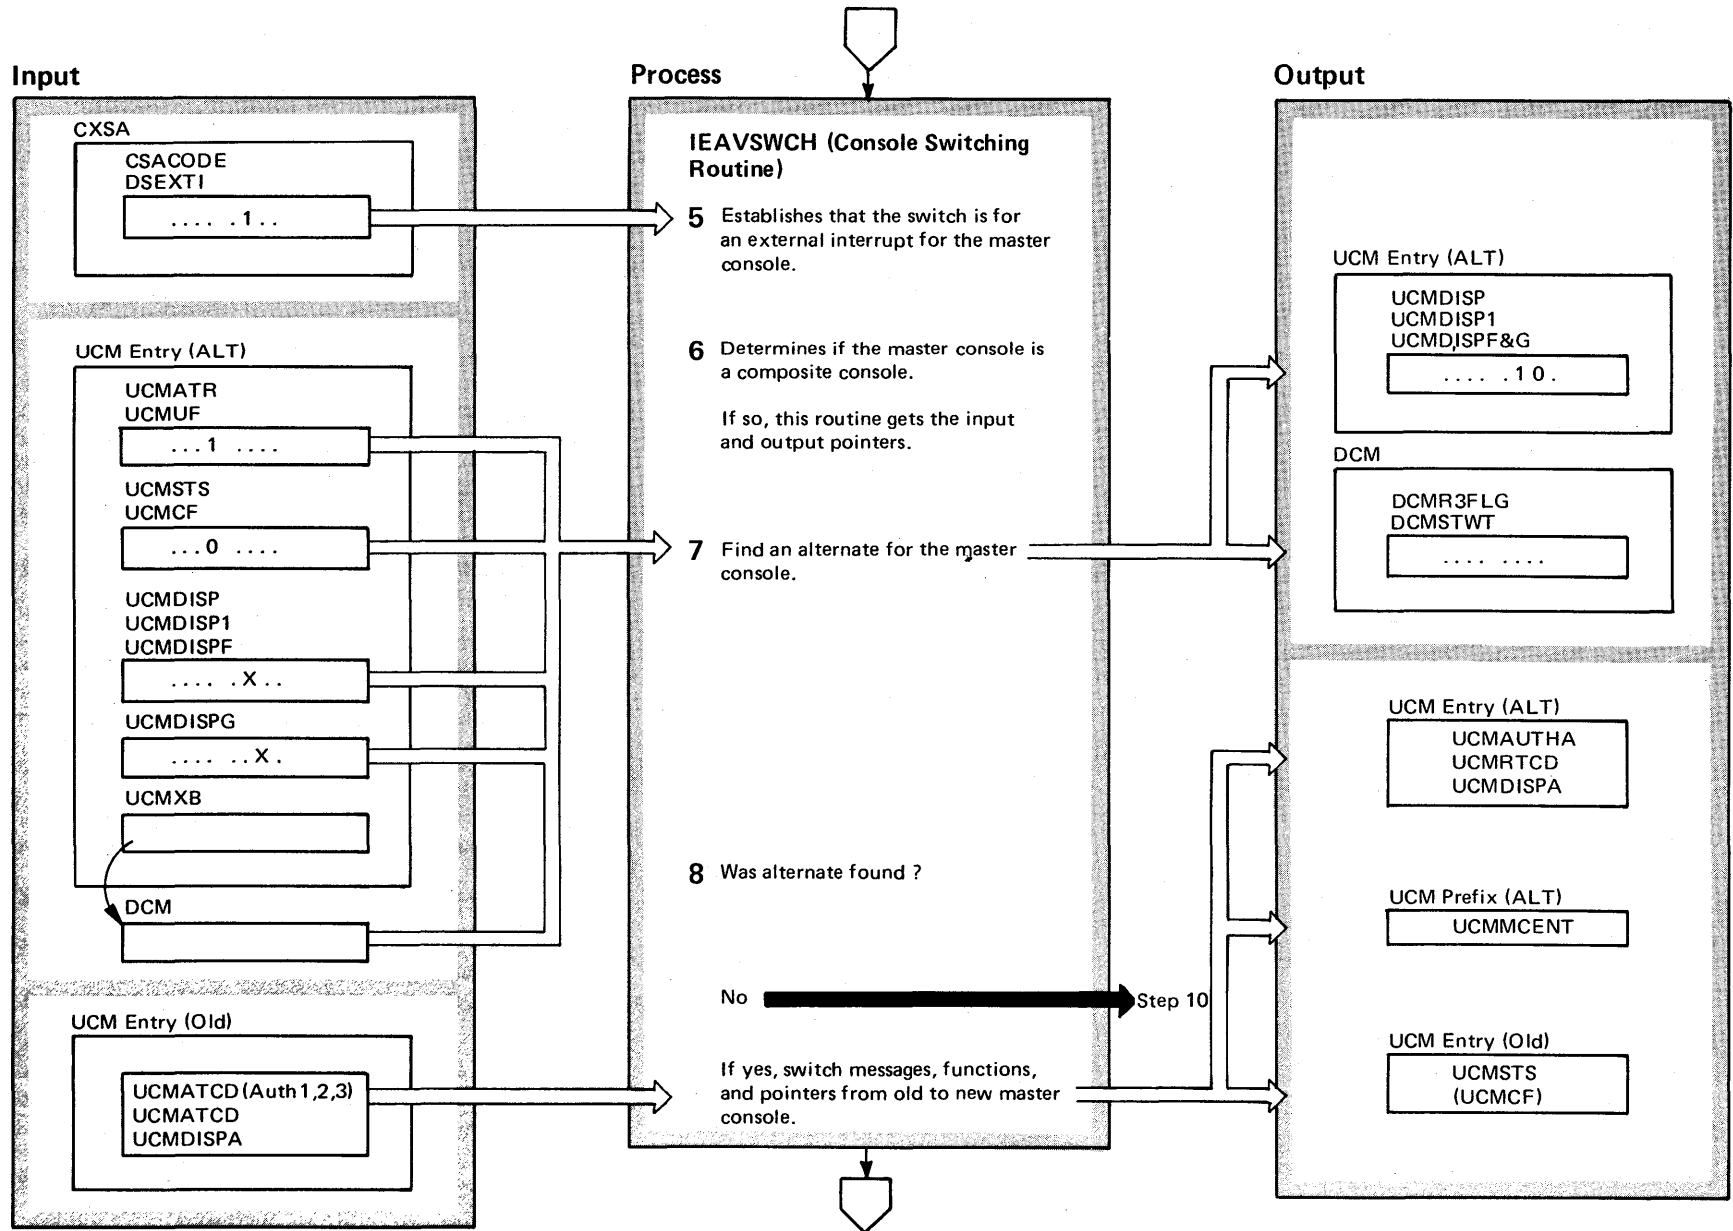 Input
CXSA
CSACODE
DSEXTI
.... .1..
UCM Entry (ALT)
UCMATR
UCMUF
...1 ....
UCMSTS
UCMCF
...0 ....
UCMDISP
UCMDISP1
UCMDISPF
.... .X..
UCMDISPG
.... ..X.
UCMXB
DCM
UCM Entry (Old)
UCMATCD (Auth 1,2,3)
UCMATCD
UCMDISPA
Process
IEAVSWCH (Console Switching
Routine)
5 Establishes that the switch is for
an external interrupt for the master
console.
6 Determines if the master console is
a composite console.
If so, this routine gets the input
and output pointers.
7 Find an alternate for the master
console.
8 Was alternate found ?
No
Step 10
If yes, switch messages, functions,
and pointers from old to new master
console.
Output
UCM Entry (ALT)
UCMDISP
UCMDISP1
UCMD,ISPF&G
.... .10.
DCM
DCMR3FLG
DCMSTWT
.... ....
UCM Entry (ALT)
UCMAUTHA
UCMRTCD
UCMDISPA
UCM Prefix (ALT)
UCMMCENT
UCM Entry (Old)
UCMSTS
(UCMCF)